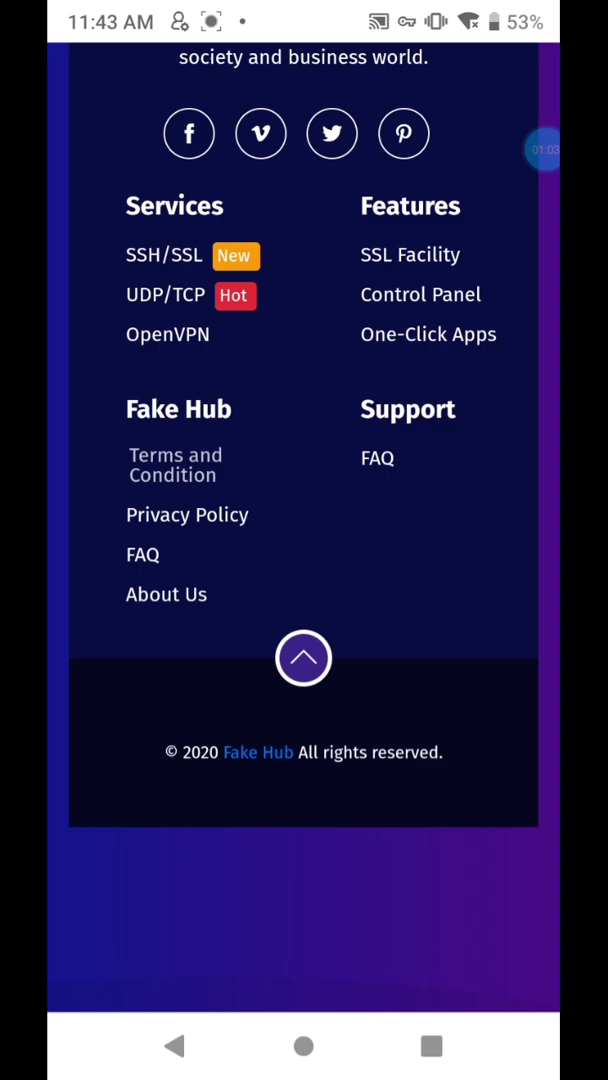 11:43 AM 53%
society and business world.
01:03
Services
SSH/SSL New
UDP/TCP Hot
OpenVPN
Features
SSL Facility
Control Panel
One-Click Apps
Fake Hub
Terms and
Condition
Privacy Policy
FAQ
About Us
Support
FAQ
© 2020 Fake Hub All rights reserved.